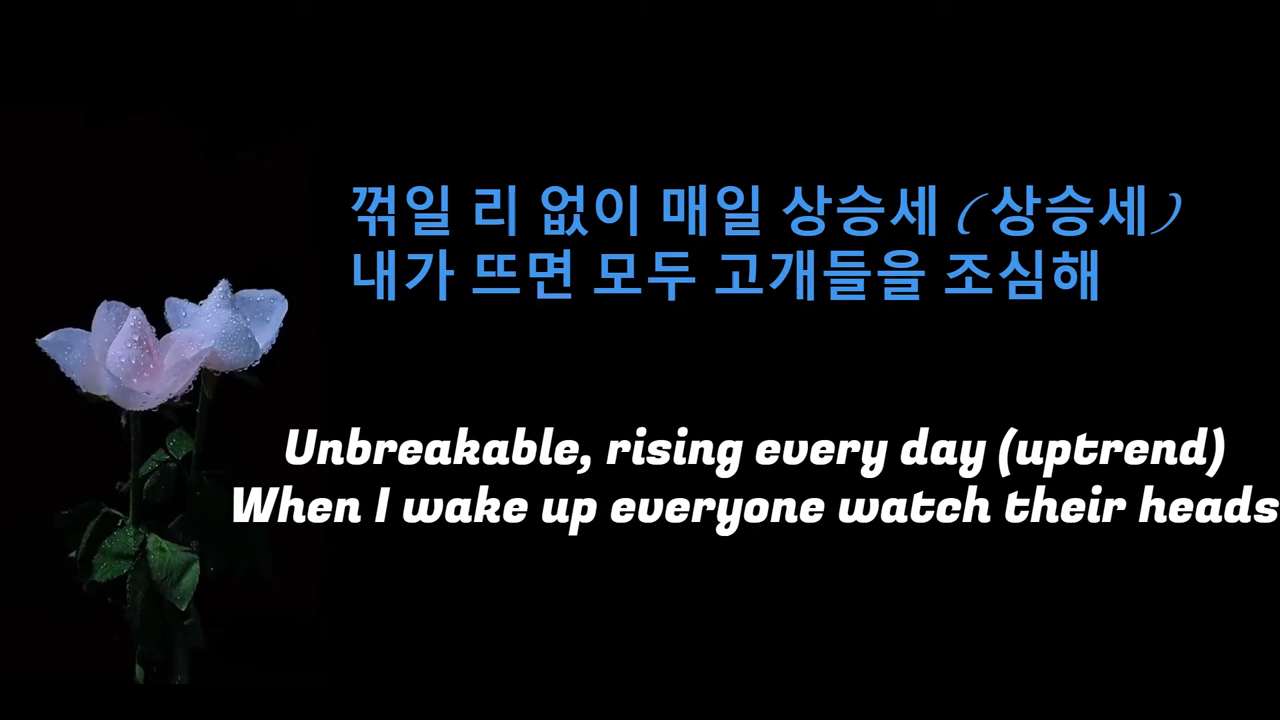 꺾일 리 없이 매일 상승세 (상승세)
내가 뜨면 모두 고개들을 조심해
Unbreakable, rising every day (uptrend)
When I wake up everyone watch their heads